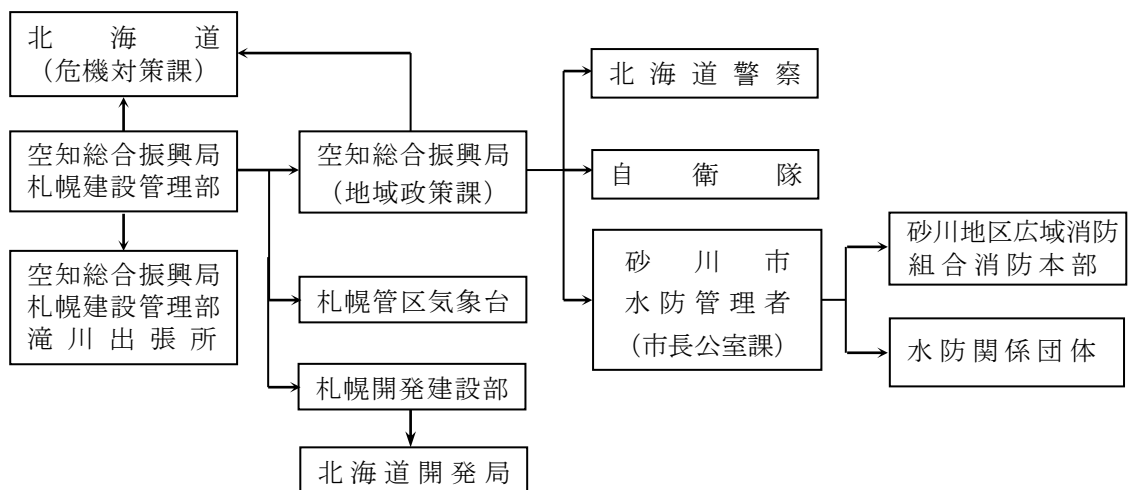 北海道
(危機対策課)
空知総合振興局
札幌建設管理部
空知総合振興局
札幌建設管理部
滝川出張所
空知総合振興局
(地域政策課)
札幌管区気象台
札幌開発建設部
北海道開発局
北海道警察
自衛隊
砂川市
水防管理者
(市長公室課)
砂川地区広域消防
組合消防本部
水防関係団体